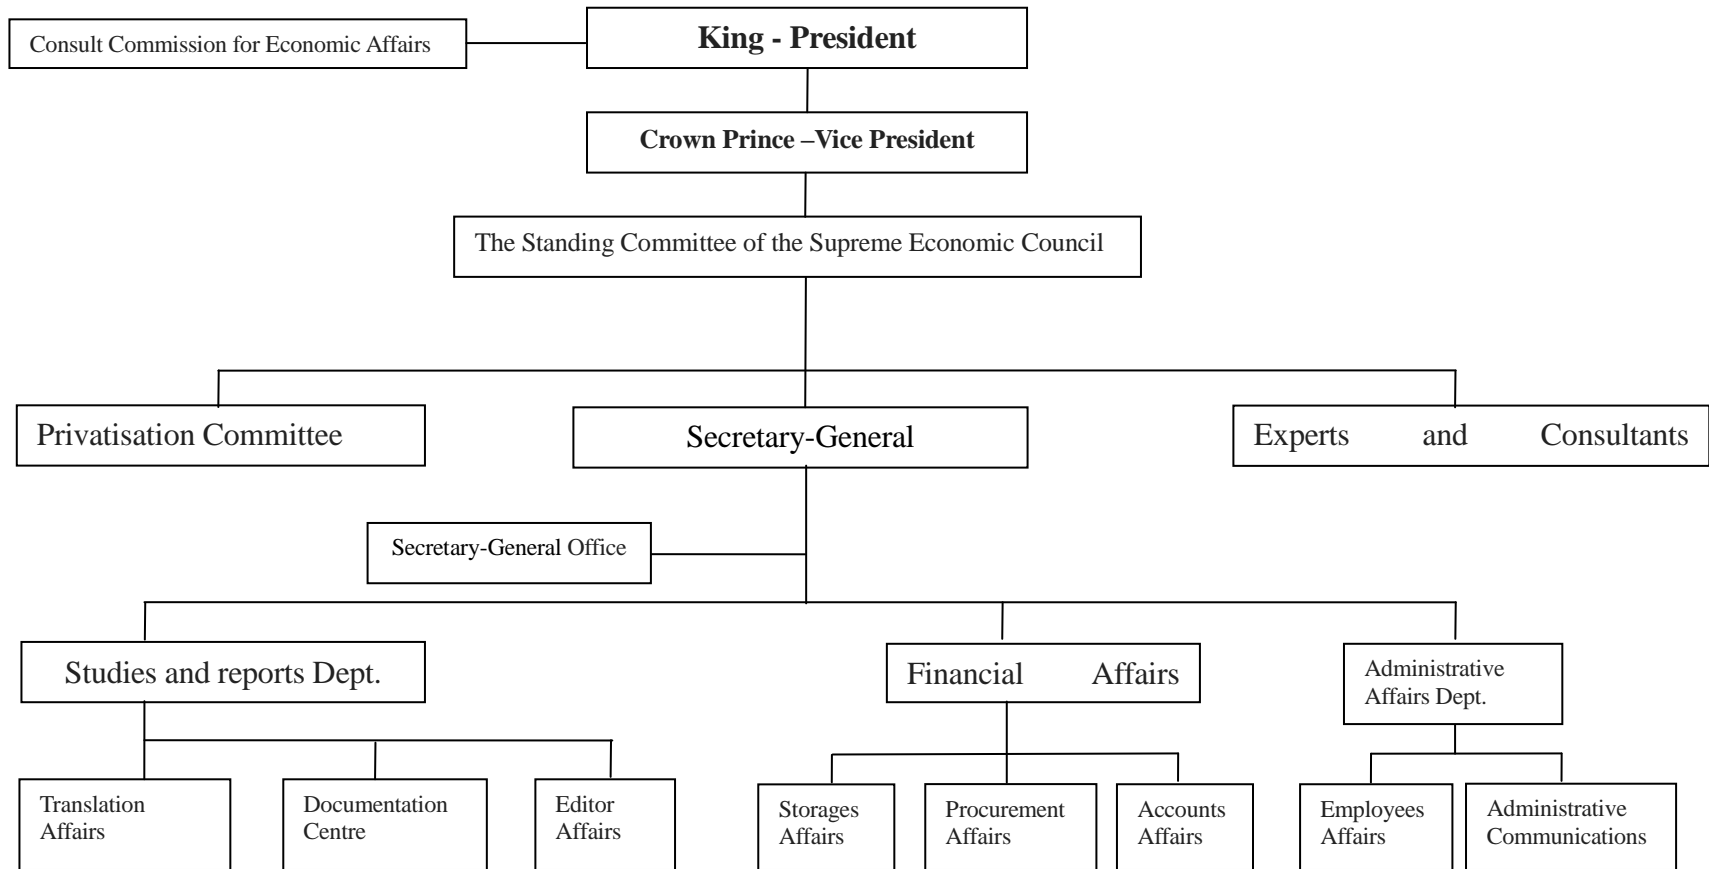 Consult Commission for Economic Affairs
King - President
Crown Prince –Vice President
The Standing Committee of the Supreme Economic Council
Privatisation Committee
Secretary-General
Experts and Consultants
Secretary-General Office
Studies and reports Dept.
Financial Affairs
Administrative
Affairs Dept.
Translation
Affairs
Documentation
Centre
Editor
Affairs
Storages
Affairs
Procurement
Affairs
Accounts
Affairs
Employees
Affairs
Administrative
Communications